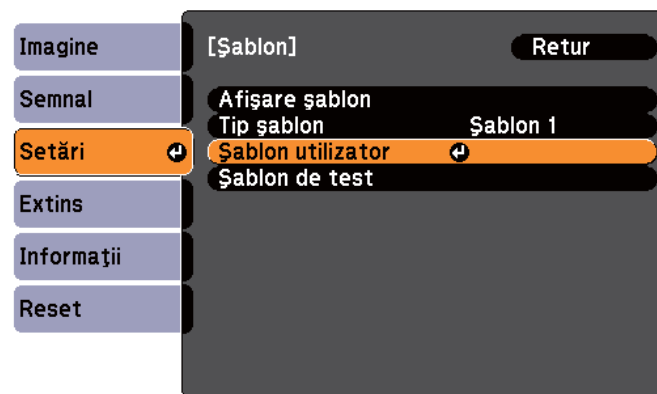 Imagine
Semnal
Setări
Extins
Informaţii
Reset
[Şablon] Retur
Afişare şablon
Tip şablon Şablon 1
Şablon utilizator
Şablon de test